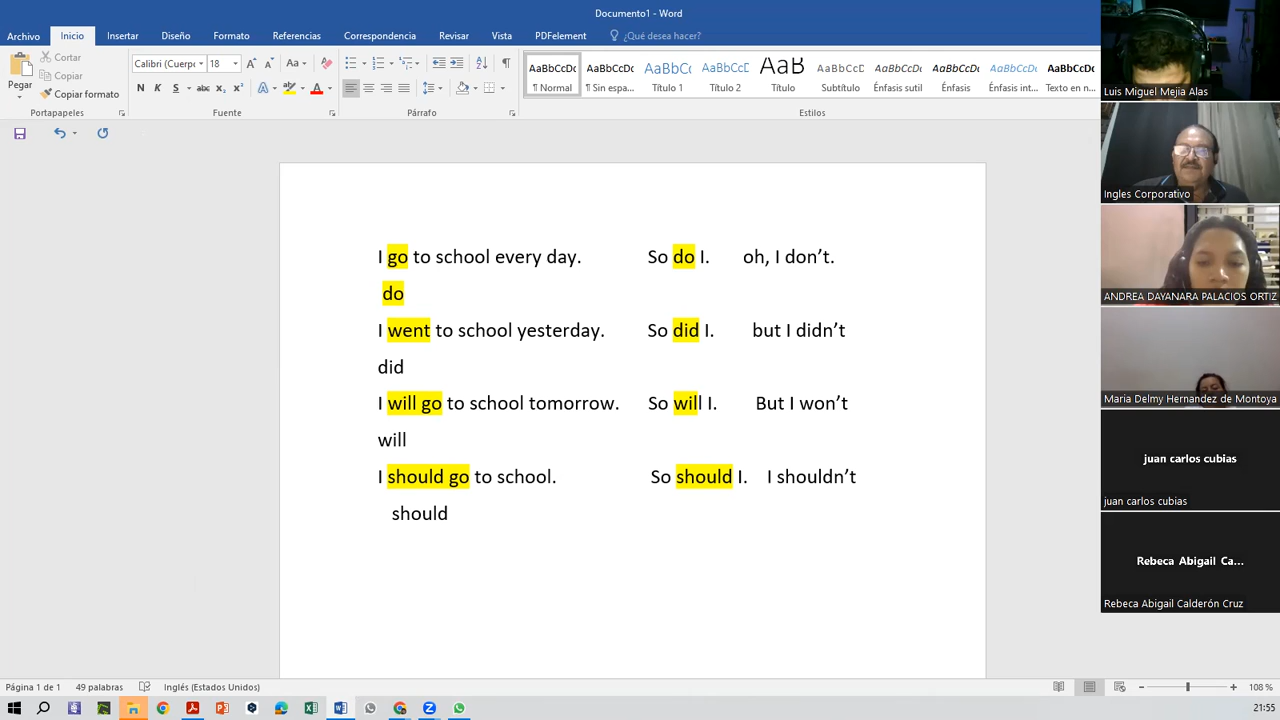 Documento1 - Word
Archivo Inicio Insertar Diseño Formato Referencias Correspondencia Revisar Vista PDFelement ¿Qué desea hacer?
Pegar
Cortar
Copiar
Copiar formato
Portapapeles
Calibri (Cuerpo 18
Fuente
Párrafo
AaBbCcDc ¶ Normal
AaBbCcDc ¶ Sin espa...
AaBbCc Título 1
AaBbCcD Título 2
AaB Título
AaBbCcD Subtítulo
AaBbCcDc Énfasis sutil
AaBbCcDc Énfasis
AaBbCcDc Énfasis int...
AaBbCcDc Texto en n...
Estilos
I go to school every day. So do I. oh, I don’t.
do
I went to school yesterday. So did I. but I didn’t
did
I will go to school tomorrow. So will I. But I won’t
will
I should go to school. So should I. I shouldn’t
should
Luis Miguel Mejia Alas
Ingles Corporativo
ANDREA DAYANARA PALACIOS ORTIZ
Maria Delmy Hernandez de Montoya
juan carlos cubias
juan carlos cubias
Rebeca Abigail Ca...
Rebeca Abigail Calderón Cruz
Página 1 de 1 49 palabras Inglés (Estados Unidos) 108 %
21:55